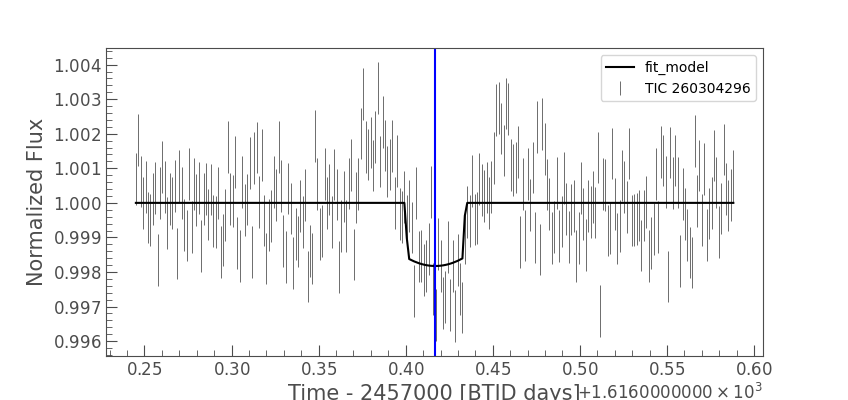 1.004
1.003
1.002
1.001
1.000
0.999
0.998
0.997
0.996
Normalized Flux
fit_model
TIC 260304296
0.25 0.30 0.35 0.40 0.45 0.50 0.55 0.60
Time - 2457000 [BTJD days]
+1.6160000000 × 10³